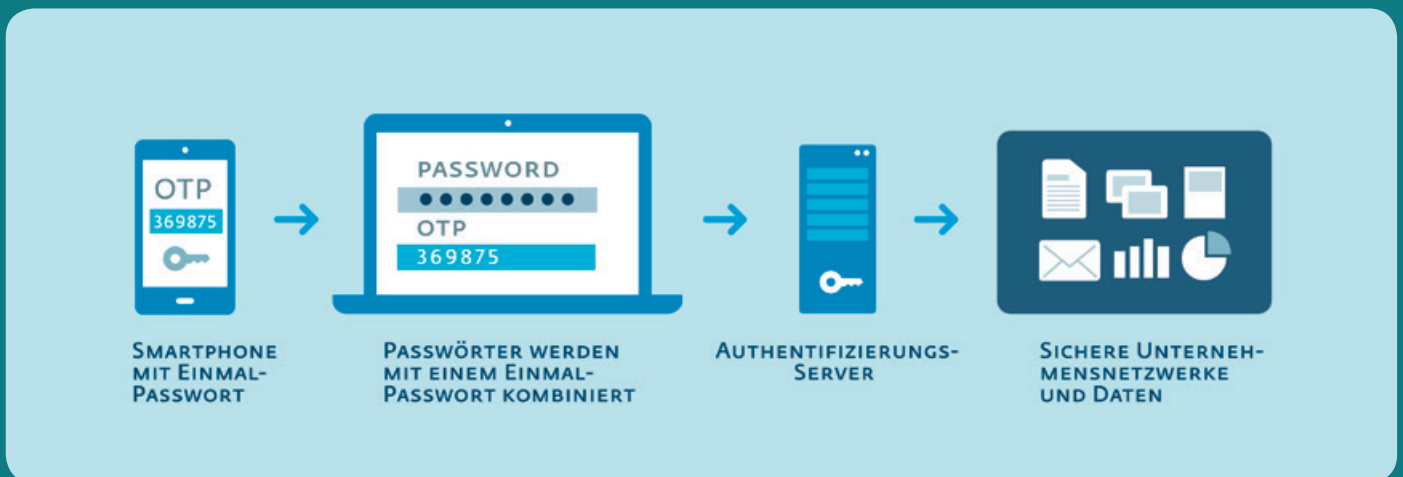 OTP
369875
PASSWORD
OTP
369875
SMARTPHONE
MIT EINMAL-
PASSWORT
PASSWÖRTER WERDEN
MIT EINEM EINMAL-
PASSWORT KOMBINIERT
AUTHENTIFIZIERUNGS-
SERVER
SICHERE UNTERNEH-
MENSNETZWERKE
UND DATEN